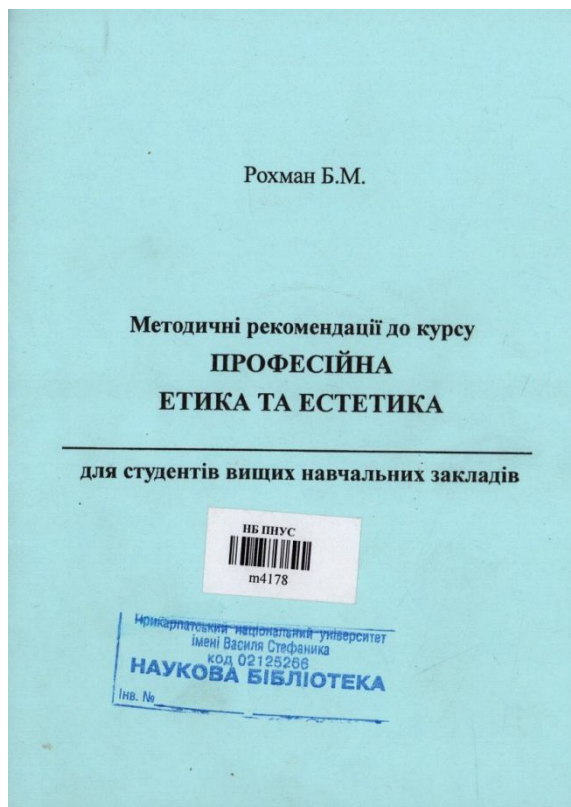 Рохман Б.М.
Методичні рекомендації до курсу
ПРОФЕСІЙНА
ЕТИКА ТА ЕСТЕТИКА
для студентів вищих навчальних закладів
НБ ПНУС
m4178
Прикарпатський національний університет
імені Василя Стефаника
код 02125266
НАУКОВА БІБЛІОТЕКА
Інв. №